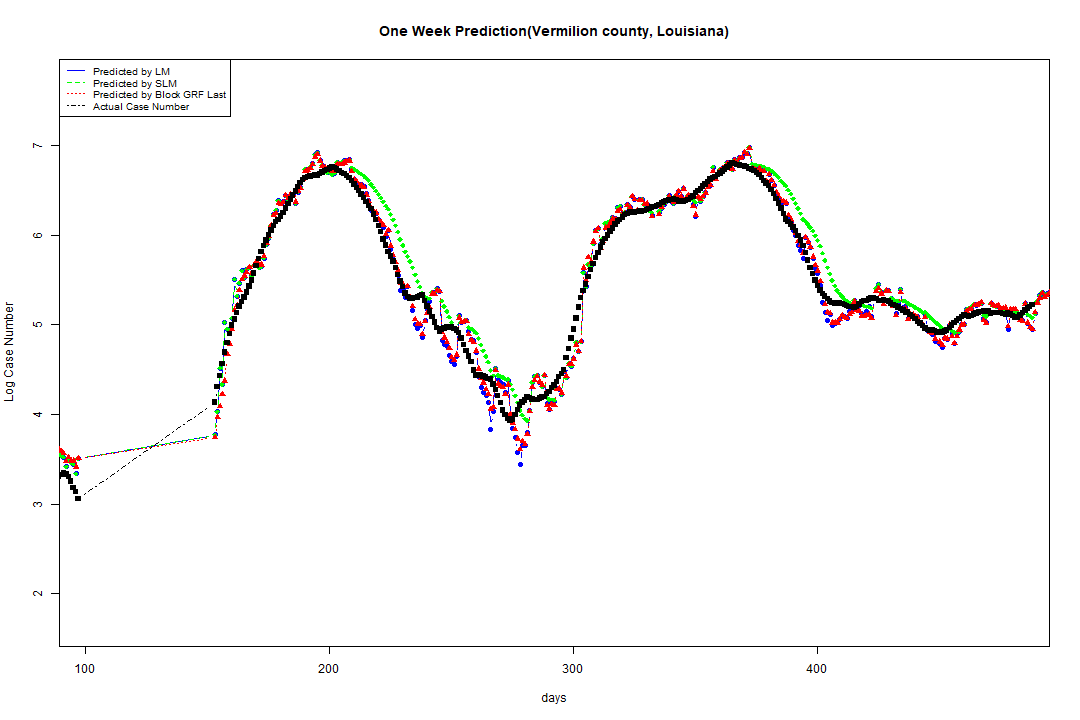 One Week Prediction(Vermilion county, Louisiana)
Predicted by LM
Predicted by SLM
Predicted by Block GRF Last
Actual Case Number
7
6
5
4
3
2
Log Case Number
100 200 300 400
days